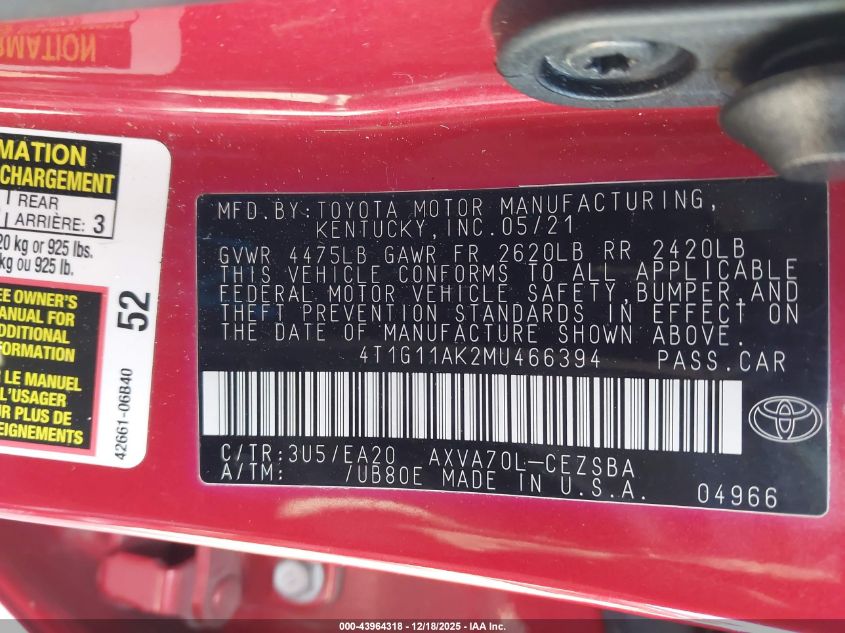 RMATION
MATION
CHARGEMENT
REAR
ARRIÈRE: 3
20 kg or 925 lbs.
kg ou 925 lb.
EE OWNER'S
MANUAL FOR
ADDITIONAL
FORMATION
R LE MANUEL
L'USAGER
UR PLUS DE
EIGNEMENTS
52
42661-06B40
MFD.BY:TOYOTA MOTOR MANUFACTURING,
KENTUCKY, INC.05/21
GVWR 4475LB GAWR FR 2620LB RR 2420LB
THIS VEHICLE CONFORMS TO ALL APPLICABLE
FEDERAL MOTOR VEHICLE SAFETY,BUMPER,AND
THEFT PREVENTION STANDARDS IN EFFECT ON
THE DATE OF MANUFACTURE SHOWN ABOVE.
4T1G11AK2MU466394 PASS.CAR
C/TR:3U5/EA20 AXVA70L-CEZSBA
A/TM: /UB80E MADE IN U.S.A. 04966
000-43964318 | 12/18/2025 | IAA Inc.